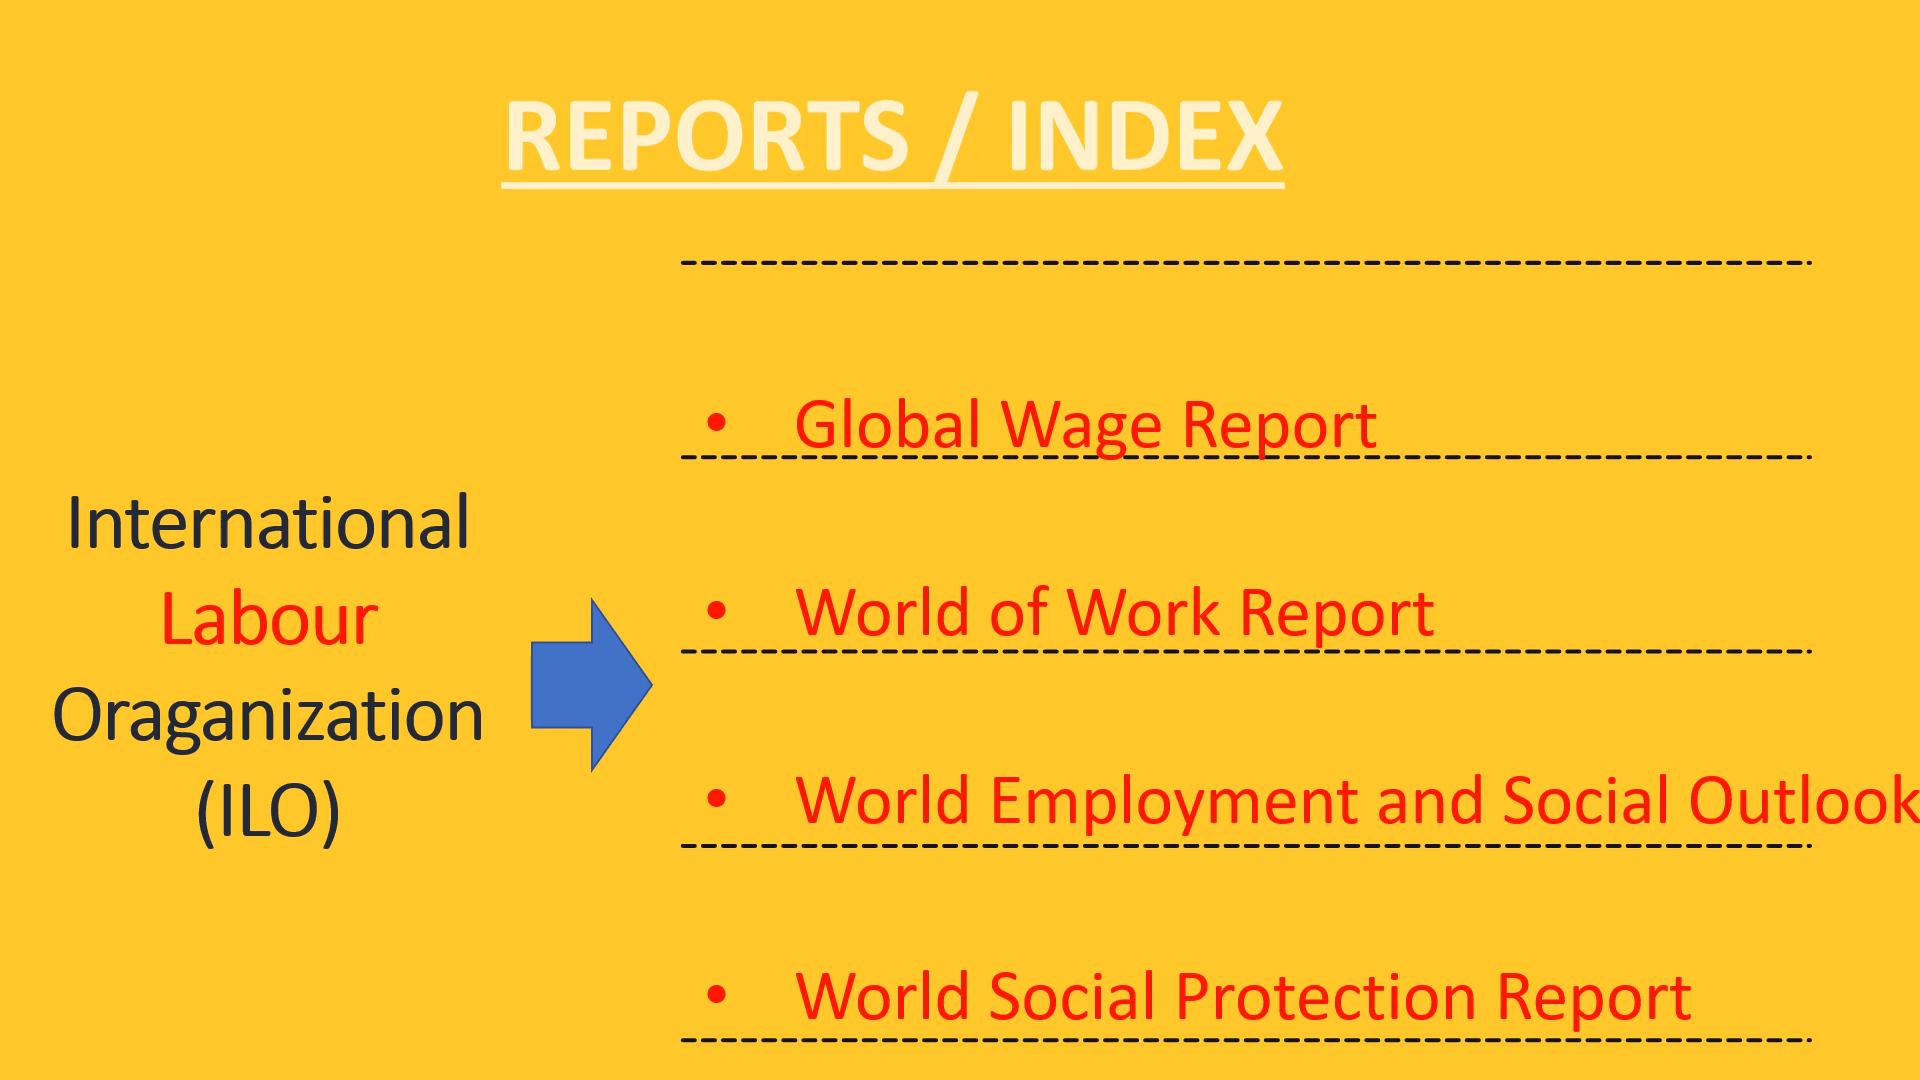 REPORTS / INDEX
International
Labour
Oraganization
(ILO)
• Global Wage Report
• World of Work Report
• World Employment and Social Outlook
• World Social Protection Report